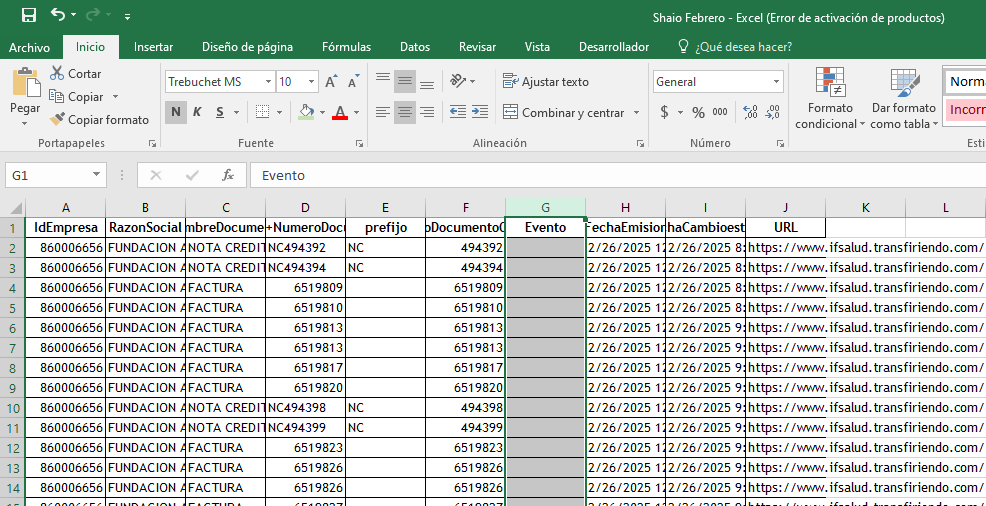 Shaio Febrero - Excel (Error de activación de productos)
Archivo Inicio Insertar Diseño de página Fórmulas Datos Revisar Vista Desarrollador ¿Qué desea hacer?
Pegar Cortar Copiar Copiar formato Portapapeles
Trebuchet MS 10 A A N K S A Fuente
Ajustar texto Combinar y centrar Alineación
General $ % 000 Número
Formato condicional Dar formato como tabla Norma Incorr Esti
G1 fx Evento
A B C D E F G H I J K L
1 IdEmpresa RazonSocial mbreDocume +NumeroDocu prefijo oDocumentoC Evento FechaEmision haCambioest URL
2 860006656 FUNDACION A NOTA CREDIT NC494392 NC 494392 2/26/2025 12 2/26/2025 8: https://www.ifsalud.transfiriendo.com/
3 860006656 FUNDACION A NOTA CREDIT NC494394 NC 494394 2/26/2025 12 2/26/2025 8: https://www.ifsalud.transfiriendo.com/
4 860006656 FUNDACION A FACTURA 6519809 6519809 2/26/2025 12 2/26/2025 8: https://www.ifsalud.transfiriendo.com/
5 860006656 FUNDACION A FACTURA 6519810 6519810 2/26/2025 12 2/26/2025 8: https://www.ifsalud.transfiriendo.com/
6 860006656 FUNDACION A FACTURA 6519813 6519813 2/26/2025 12 2/26/2025 9: https://www.ifsalud.transfiriendo.com/
7 860006656 FUNDACION A FACTURA 6519813 6519813 2/26/2025 12 2/26/2025 9: https://www.ifsalud.transfiriendo.com/
8 860006656 FUNDACION A FACTURA 6519817 6519817 2/26/2025 12 2/26/2025 9: https://www.ifsalud.transfiriendo.com/
9 860006656 FUNDACION A FACTURA 6519820 6519820 2/26/2025 12 2/26/2025 9: https://www.ifsalud.transfiriendo.com/
10 860006656 FUNDACION A NOTA CREDIT NC494398 NC 494398 2/26/2025 12 2/26/2025 9: https://www.ifsalud.transfiriendo.com/
11 860006656 FUNDACION A NOTA CREDIT NC494399 NC 494399 2/26/2025 12 2/26/2025 9: https://www.ifsalud.transfiriendo.com/
12 860006656 FUNDACION A FACTURA 6519823 6519823 2/26/2025 12 2/26/2025 9: https://www.ifsalud.transfiriendo.com/
13 860006656 FUNDACION A FACTURA 6519826 6519826 2/26/2025 12 2/26/2025 9: https://www.ifsalud.transfiriendo.com/
14 860006656 FUNDACION A FACTURA 6519826 6519826 2/26/2025 12 2/26/2025 9: https://www.ifsalud.transfiriendo.com/